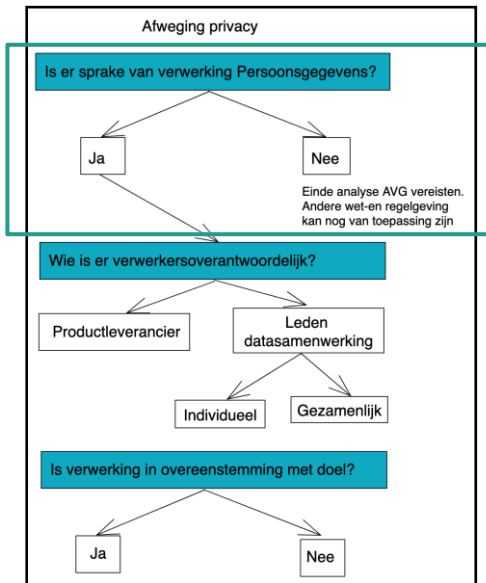 Afweging privacy
Is er sprake van verwerking Persoonsgegevens?
Ja
Nee
Einde analyse AVG vereisten.
Andere wet-en regelgeving
kan nog van toepassing zijn
Wie is er verwerkersoverantwoordelijk?
Productleverancier
Leden
datasamenwerking
Individueel
Gezamenlijk
Is verwerking in overeenstemming met doel?
Ja
Nee